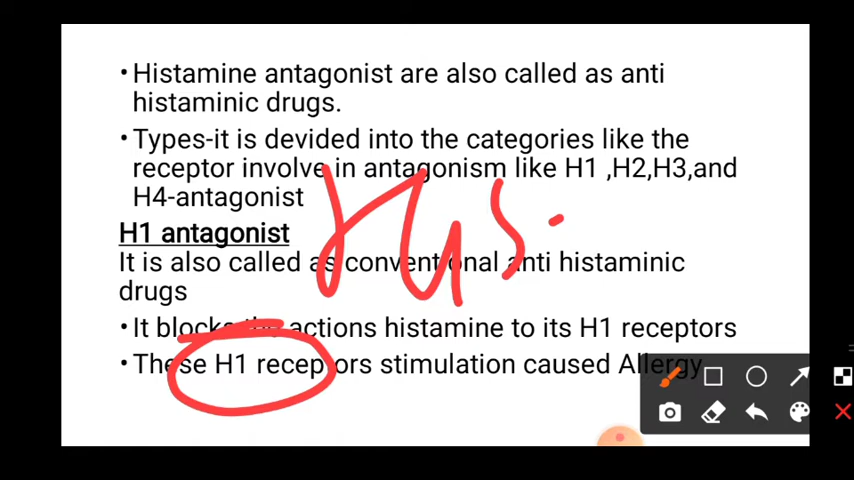 • Histamine antagonist are also called as anti
histaminic drugs.
• Types-it is devided into the categories like the
receptor involve in antagonism like H1 ,H2,H3,and
H4-antagonist
H1 antagonist
It is also called as conventional anti histaminic
drugs
• It blocks the actions histamine to its H1 receptors
• These H1 receptors stimulation caused Allergy